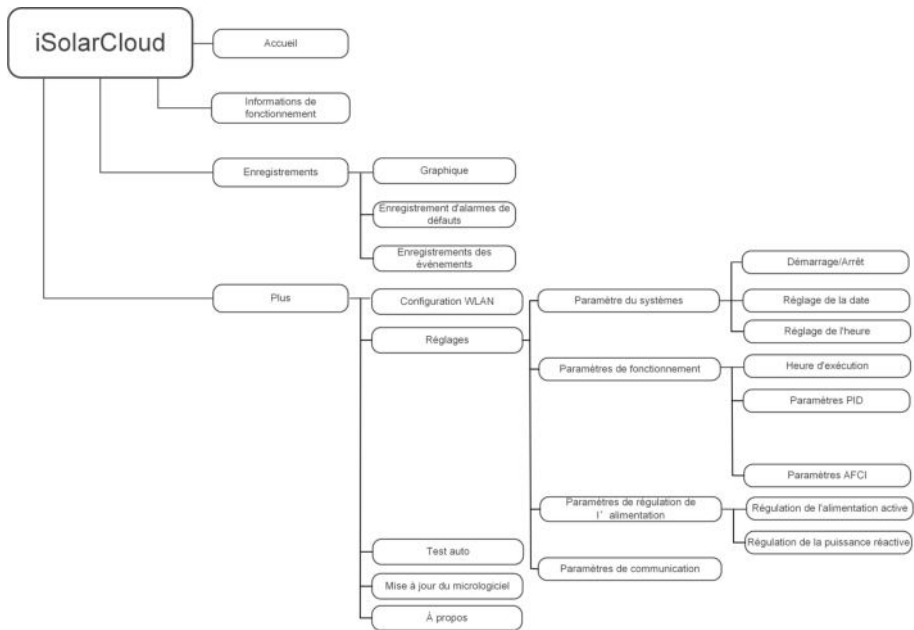 iSolarCloud
Accueil
Informations de
fonctionnement
Enregistrements
Graphique
Enregistrement d'alarmes de
défauts
Enregistrements des
événements
Plus
Configuration WLAN
Réglages
Paramètre du systèmes
Démarrage/Arrêt
Réglage de la date
Réglage de l'heure
Paramètres de fonctionnement
Heure d'exécution
Paramètres PID
Paramètres AFCI
Paramètres de régulation de
l' alimentation
Régulation de l'alimentation active
Régulation de la puissance réactive
Paramètres de communication
Test auto
Mise à jour du micrologiciel
À propos